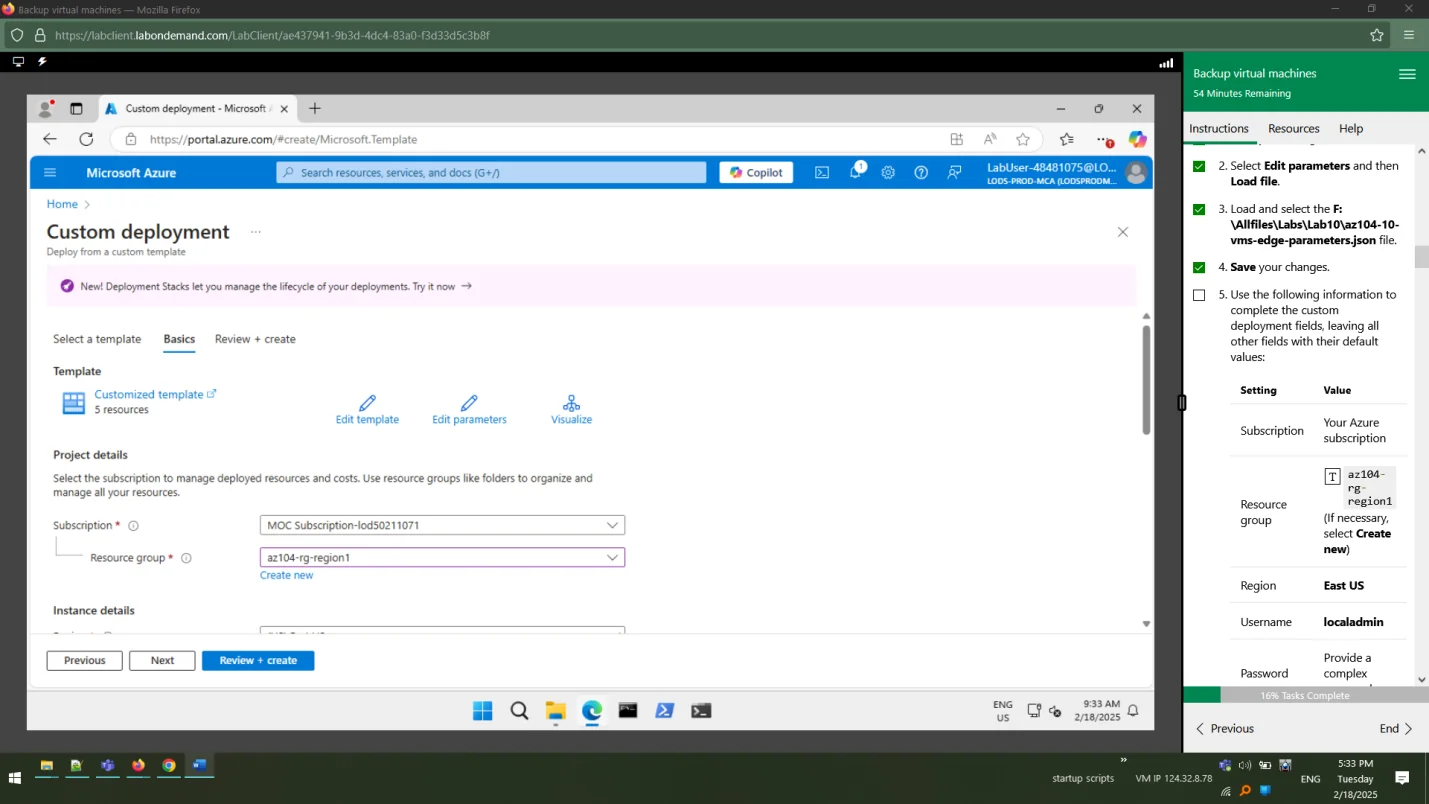 Backup virtual machines — Mozilla Firefox
https://labclient.labondemand.com/LabClient/ae437941-9b3d-4dc4-83a0-f3d33d5c3b8f
Custom deployment - Microsoft A
https://portal.azure.com/#create/Microsoft.Template
Microsoft Azure
Search resources, services, and docs (G+/)
Copilot
1
LabUser-48481075@LO...
LODS-PROD-MCA (LODSPRODM...
Home >
Custom deployment
...
Deploy from a custom template
New! Deployment Stacks let you manage the lifecycle of your deployments. Try it now →
Select a template
Basics
Review + create
Template
Customized template
5 resources
Edit template
Edit parameters
Visualize
Project details
Select the subscription to manage deployed resources and costs. Use resource groups like folders to organize and
manage all your resources.
Subscription *
MOC Subscription-lod50211071
Resource group *
az104-rg-region1
Create new
Instance details
Previous
Next
Review + create
ENG
US
9:33 AM
2/18/2025
Backup virtual machines
54 Minutes Remaining
Instructions
Resources
Help
2. Select Edit parameters and then
Load file.
3. Load and select the F:
\Allfiles\Labs\Lab10\az104-10-
vms-edge-parameters.json file.
4. Save your changes.
5. Use the following information to
complete the custom
deployment fields, leaving all
other fields with their default
values:
Setting
Value
Subscription
Your Azure
subscription
Resource
group
T
az104-
rg-
region1
(If necessary,
select Create
new)
Region
East US
Username
localadmin
Password
Provide a
complex
16% Tasks Complete
Previous
End
startup scripts
»
VM IP 124.32.8.78
ENG
5:33 PM
Tuesday
2/18/2025